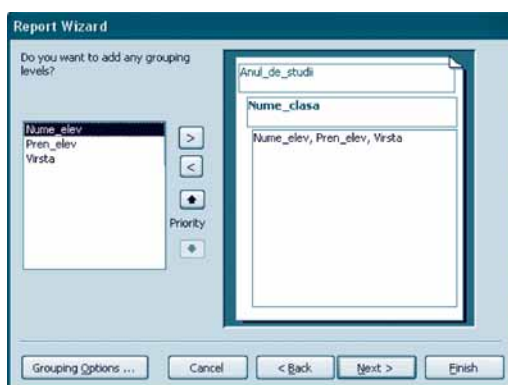 Report Wizard
Do you want to add any grouping
levels?
Nume_elev
Pren_elev
Virsta
>
<
Priority
Anul_de_studii
Nume_clasa
Nume_elev, Pren_elev, Virsta
Grouping Options ...
Cancel
< Back
Next >
Finish